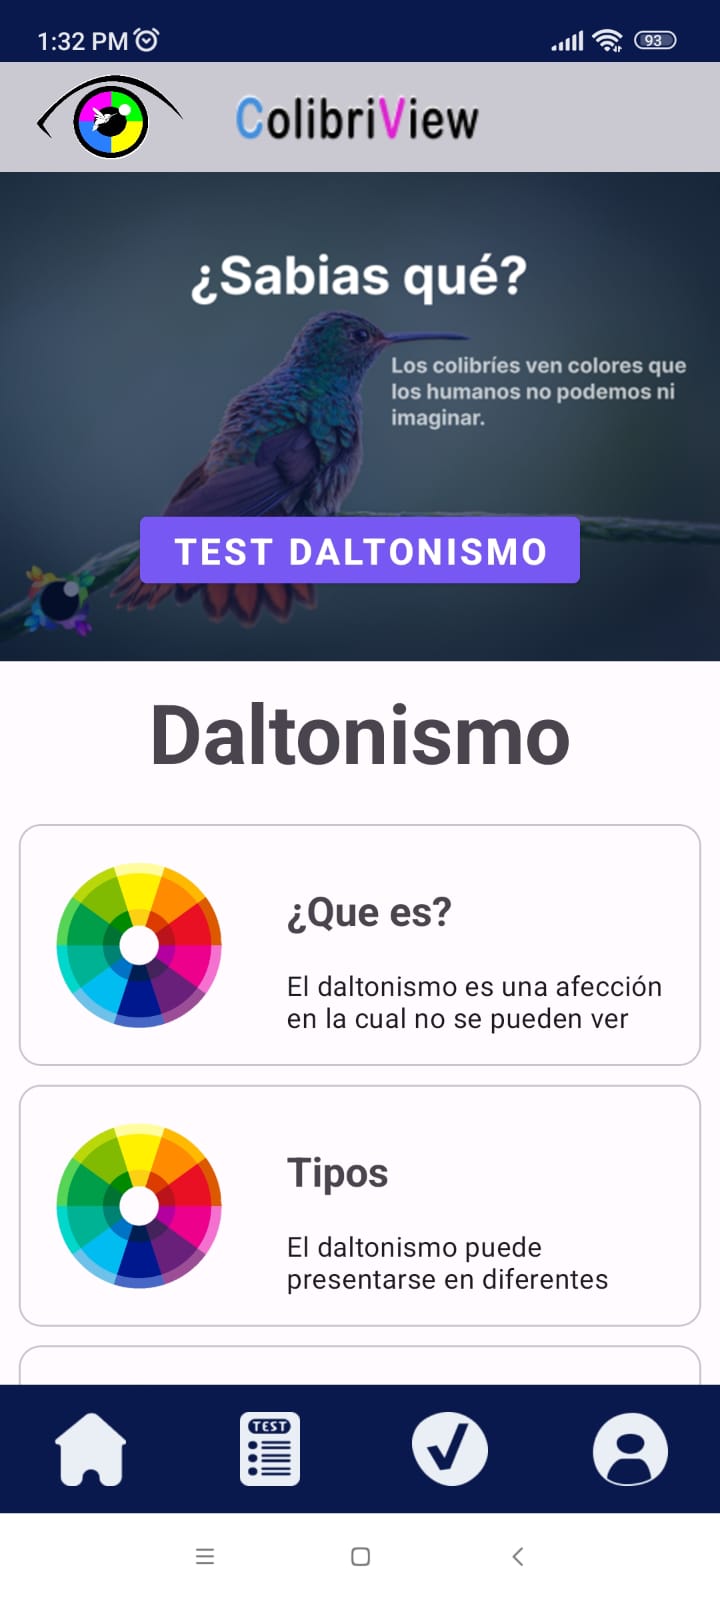 1:32 PM
93
ColibriView
¿Sabias qué?
Los colibríes ven colores que
los humanos no podemos ni
imaginar.
TEST DALTONISMO
Daltonismo
¿Que es?
El daltonismo es una afección
en la cual no se pueden ver
Tipos
El daltonismo puede
presentarse en diferentes
TEST